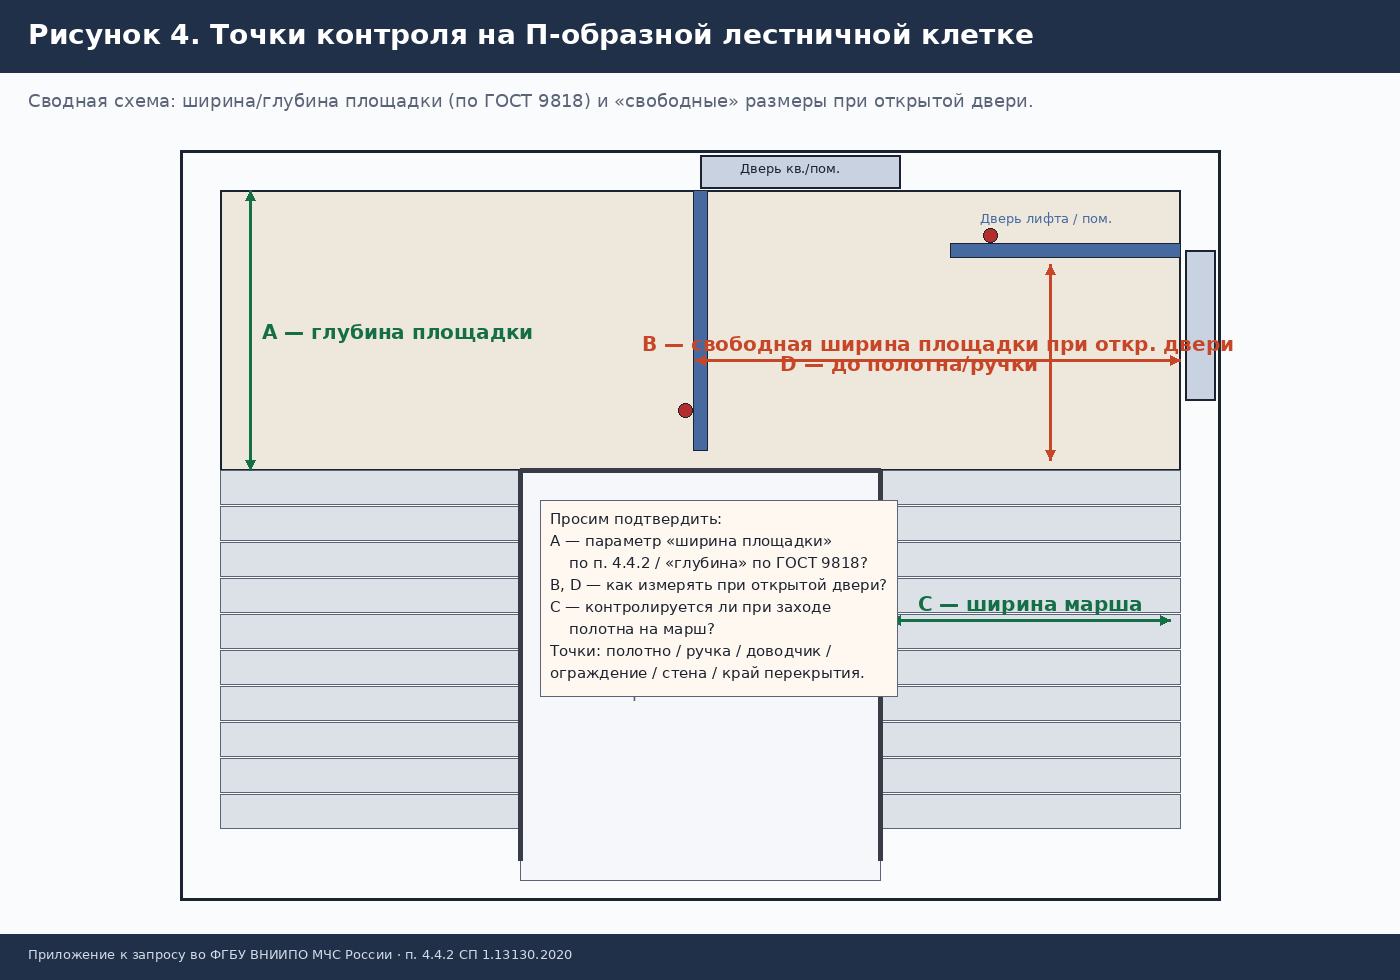 Рисунок 4. Точки контроля на П-образной лестничной клетке
Сводная схема: ширина/глубина площадки (по ГОСТ 9818) и «свободные» размеры при открытой двери.
Дверь кв./пом.
Дверь лифта / пом.
A — глубина площадки
B — свободная ширина площадки при откр. двери
D — до полотна/ручки
Просим подтвердить:
A — параметр «ширина площадки»
по п. 4.4.2 / «глубина» по ГОСТ 9818?
B, D — как измерять при открытой двери?
C — контролируется ли при заходе
полотна на марш?
Точки: полотно / ручка / доводчик /
ограждение / стена / край перекрытия.
C — ширина марша
Приложение к запросу во ФГБУ ВНИИПО МЧС России · п. 4.4.2 СП 1.13130.2020